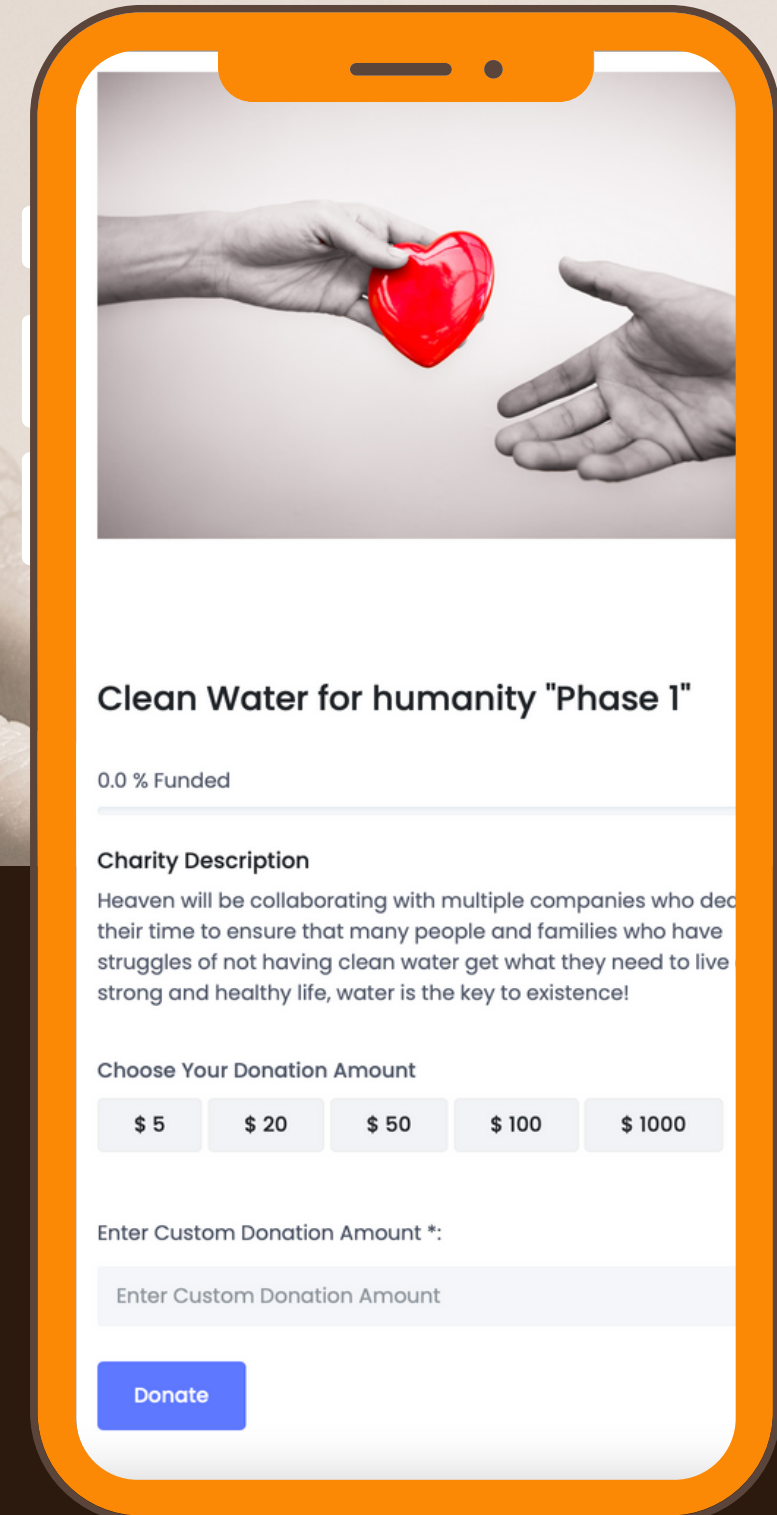 Clean Water for humanity "Phase 1"
0.0 % Funded
Charity Description
Heaven will be collaborating with multiple companies who
their time to ensure that many people and families who have
struggles of not having clean water get what they need to live
strong and healthy life, water is the key to existence!
Choose Your Donation Amount
$ 5 $ 20 $ 50 $ 100 $ 1000
Enter Custom Donation Amount *:
Enter Custom Donation Amount
Donate